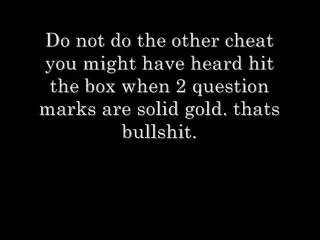 Do not do the other cheat
you might have heard hit
the box when 2 question
marks are solid gold. thats
bullshit.